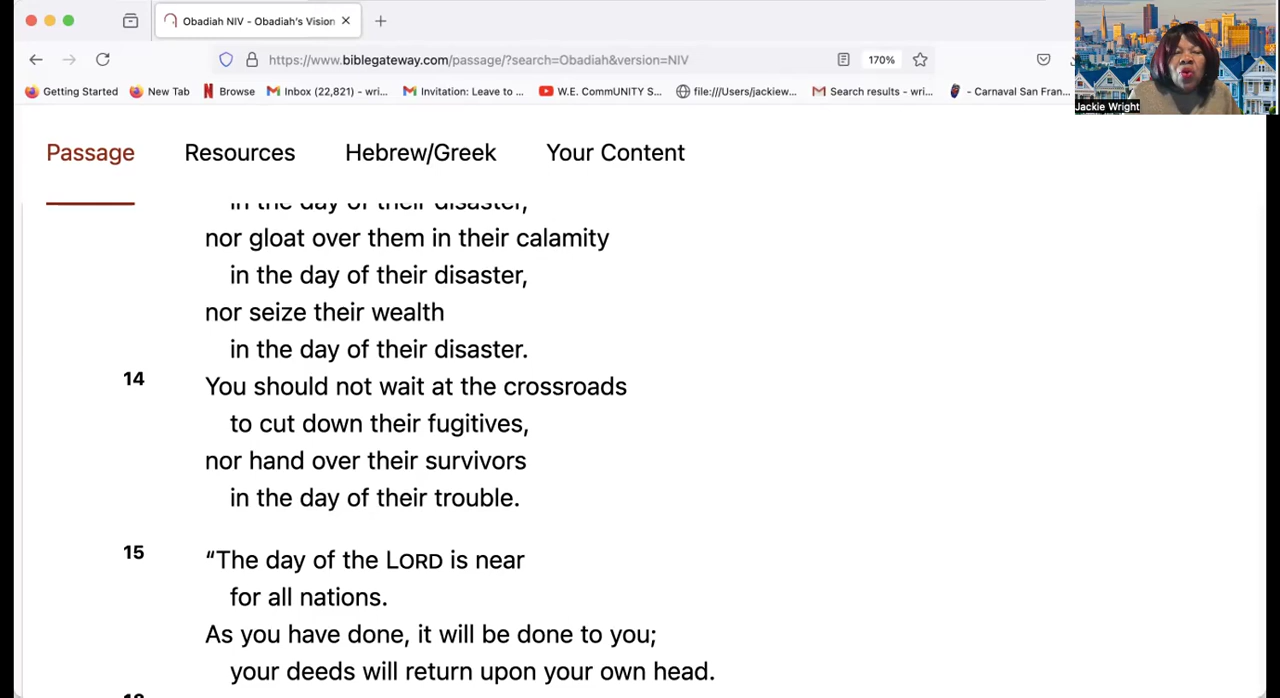 Obadiah NIV - Obadiah's Vision
https://www.biblegateway.com/passage/?search=Obadiah&version=NIV
170%
Getting Started
New Tab
Browse
Inbox (22,821) - wri...
Invitation: Leave to ...
W.E. CommUNITY S...
file:///Users/jackiew...
Search results - wri...
- Carnaval San Fran...
Jackie Wright
Passage
Resources
Hebrew/Greek
Your Content
in the day of their disaster,
nor gloat over them in their calamity
in the day of their disaster,
nor seize their wealth
in the day of their disaster.
14 You should not wait at the crossroads
to cut down their fugitives,
nor hand over their survivors
in the day of their trouble.
15 “The day of the LORD is near
for all nations.
As you have done, it will be done to you;
your deeds will return upon your own head.